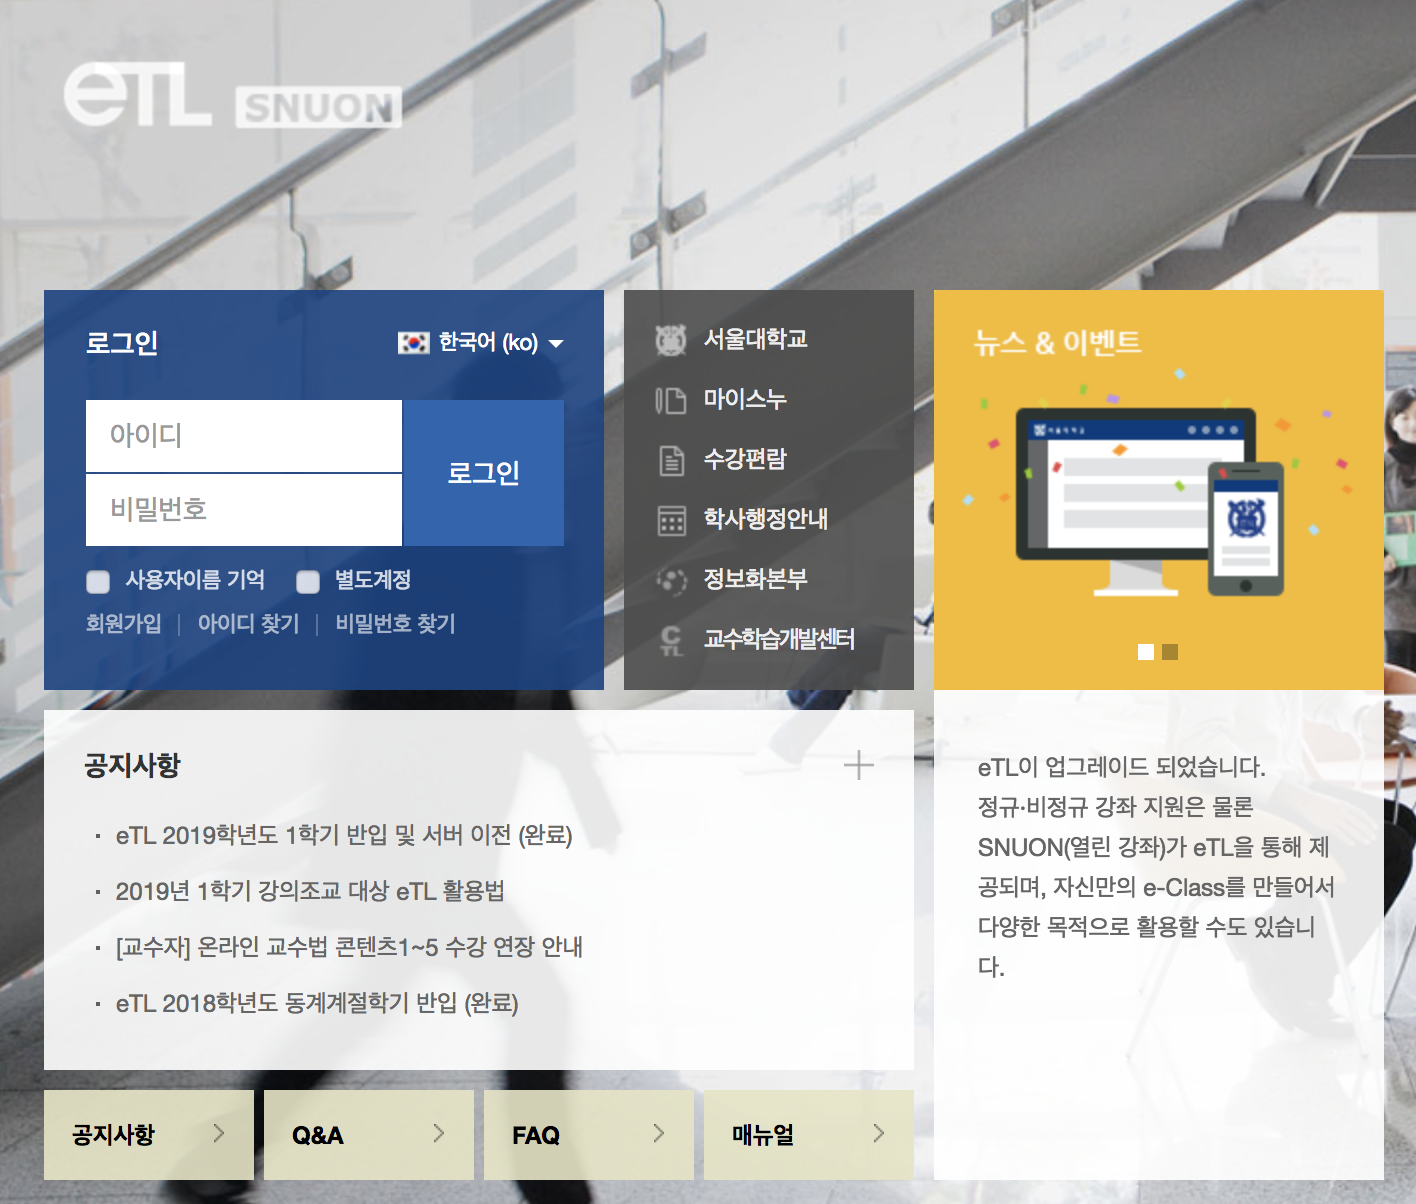 eTL SNUON
로그인
한국어 (ko)
아이디
비밀번호
로그인
사용자이름 기억
별도계정
회원가입
아이디 찾기
비밀번호 찾기
서울대학교
마이스누
수강편람
학사행정안내
정보화본부
CTL 교수학습개발센터
뉴스 & 이벤트
서울대학교
eTL이 업그레이드 되었습니다.
정규·비정규 강좌 지원은 물론
SNUON(열린 강좌)가 eTL을 통해 제
공되며, 자신만의 e-Class를 만들어서
다양한 목적으로 활용할 수도 있습니
다.
공지사항
· eTL 2019학년도 1학기 반입 및 서버 이전 (완료)
· 2019년 1학기 강의조교 대상 eTL 활용법
· [교수자] 온라인 교수법 콘텐츠1~5 수강 연장 안내
· eTL 2018학년도 동계계절학기 반입 (완료)
공지사항
Q&A
FAQ
매뉴얼